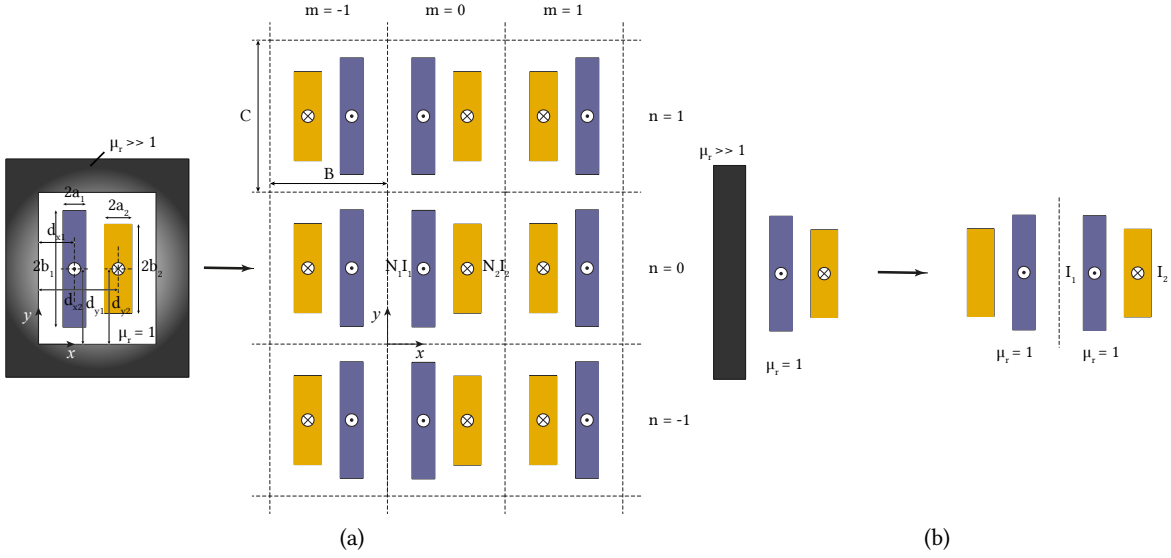 m = -1
m = 0
m = 1
μr >> 1
2a1
2a2
dx1
2b1
2b2
dx2
dy1
dy2
y
μr = 1
x
C
B
N1I1
N2I2
y
x
n = 1
n = 0
n = -1
(a)
μr >> 1
μr = 1
I1
I2
μr = 1
μr = 1
(b)